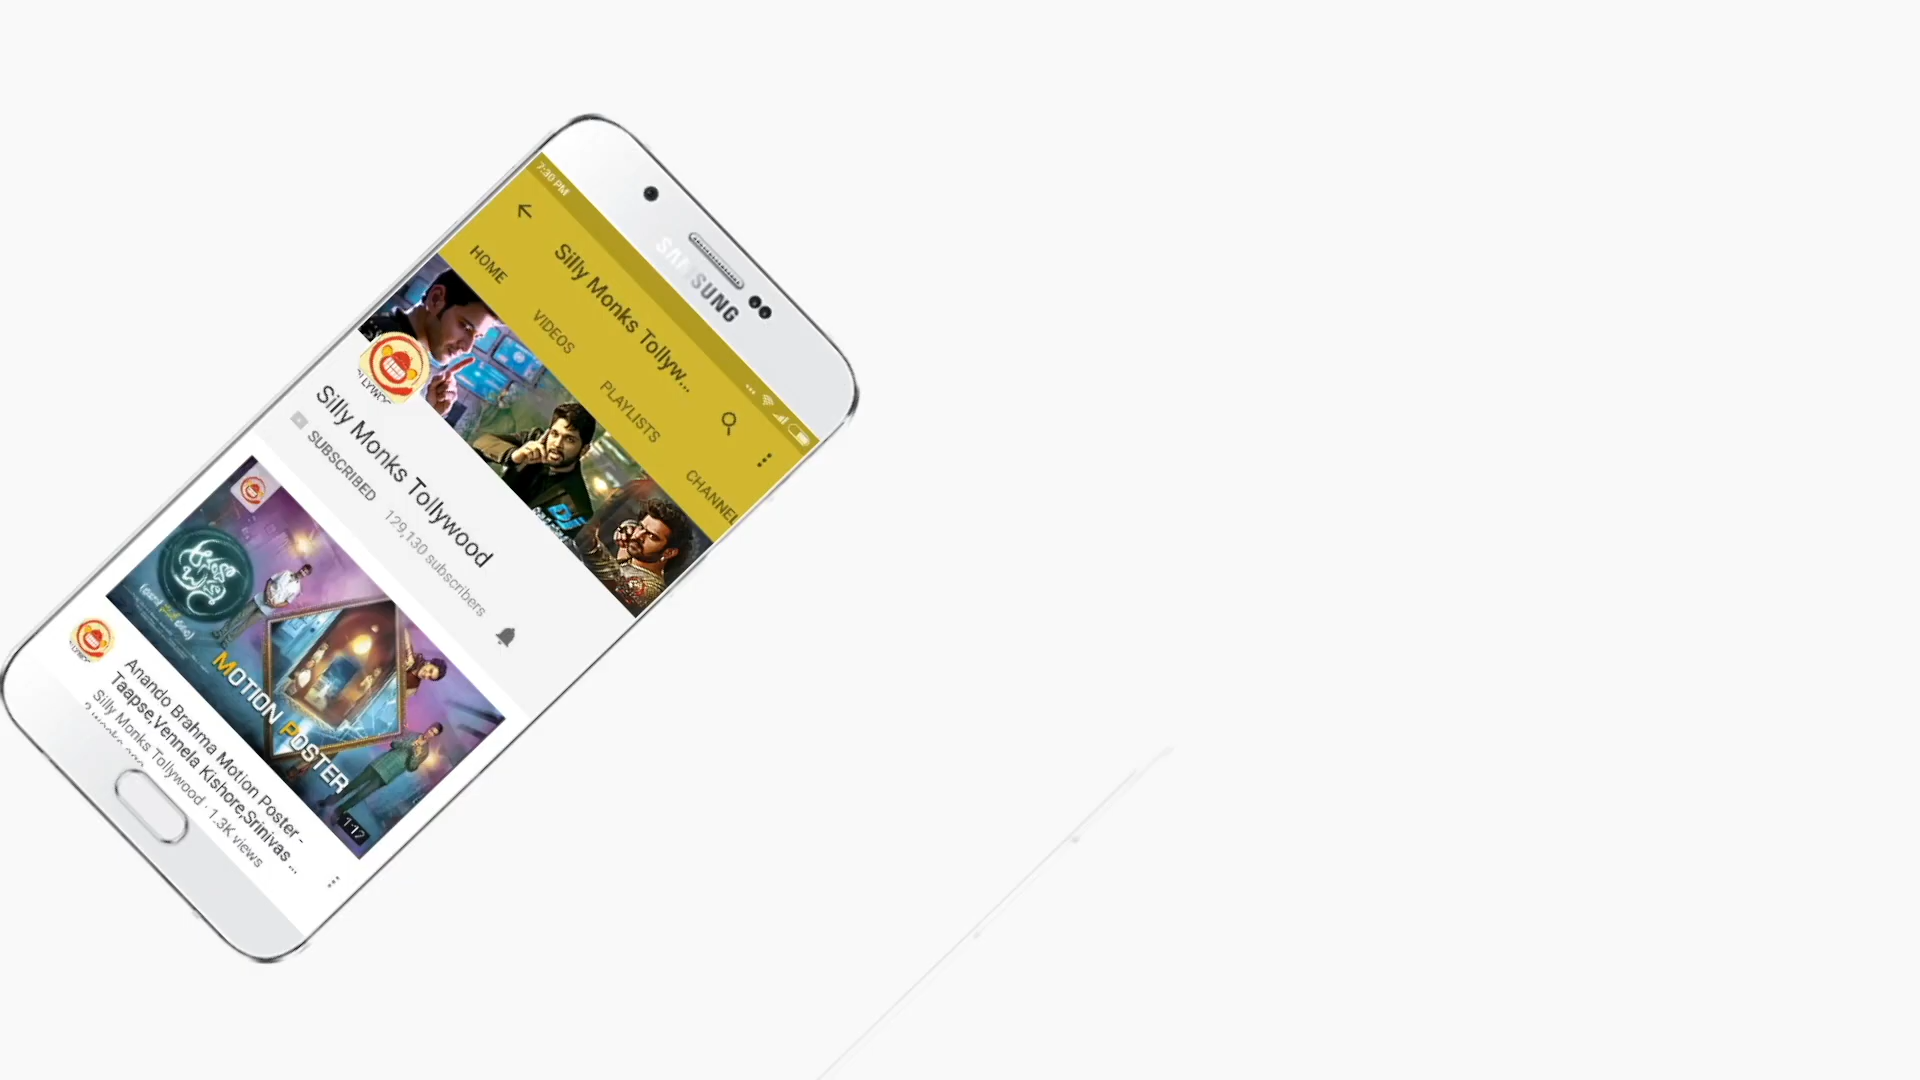 SAMSUNG
7:30 PM
Silly Monks Tollyw...
HOME
VIDEOS
PLAYLISTS
CHANNEL
Silly Monks Tollywood
SUBSCRIBED
129,130 subscribers
MOTION POSTER
1:12
Anando Brahma Motion Poster -
Taapse,Vennela Kishore,Srinivas ...
Silly Monks Tollywood · 1.3K views